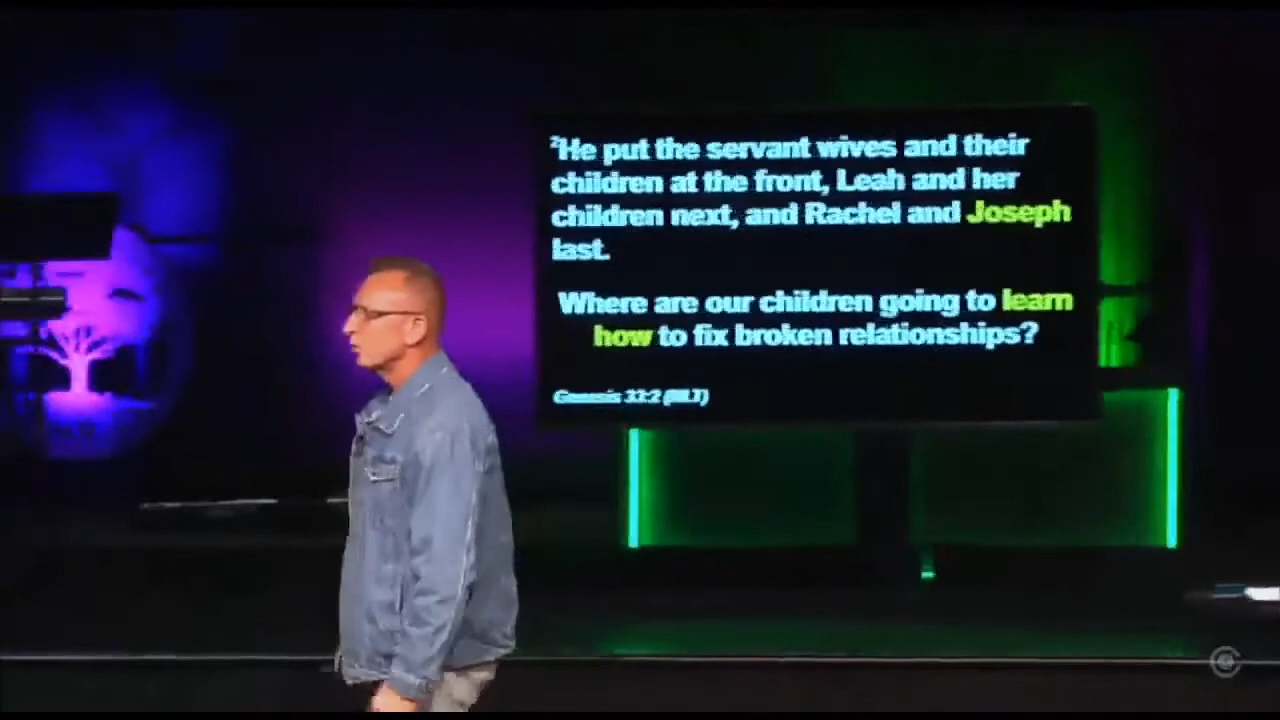 ²He put the servant wives and their
children at the front, Leah and her
children next, and Rachel and Joseph
last.
Where are our children going to learn
how to fix broken relationships?
Genesis 33:2 (NLT)